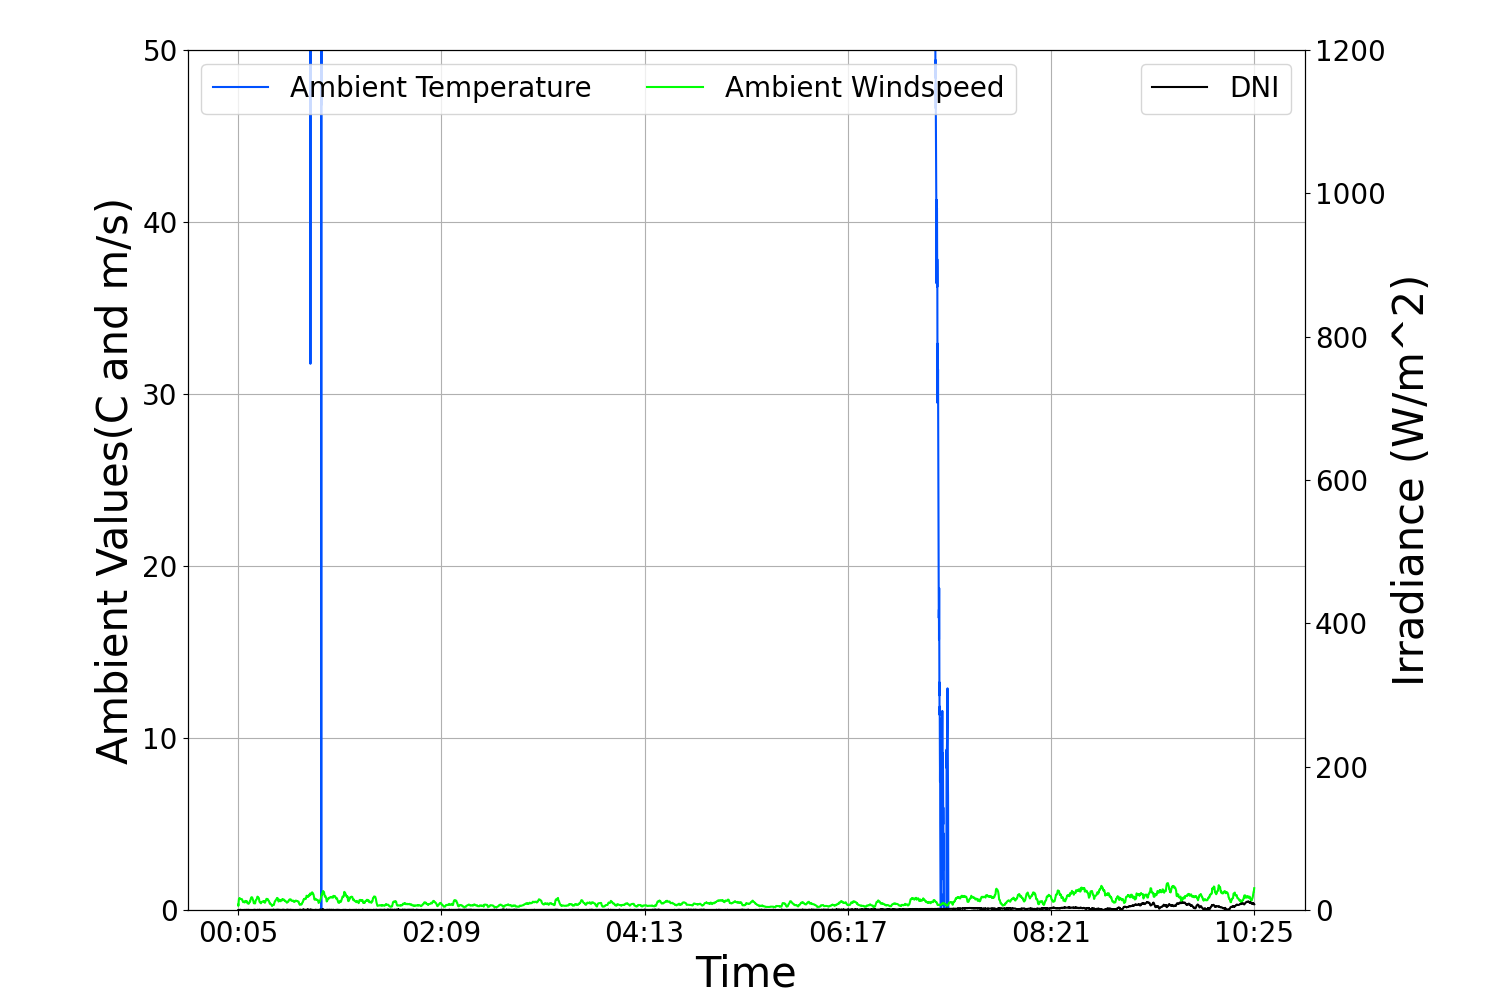 Ambient Temperature
Ambient Windspeed
DNI
Ambient Values(C and m/s)
50
40
30
20
10
0
1200
1000
800
600
400
200
0
Irradiance (W/m^2)
00:05 02:09 04:13 06:17 08:21 10:25
Time